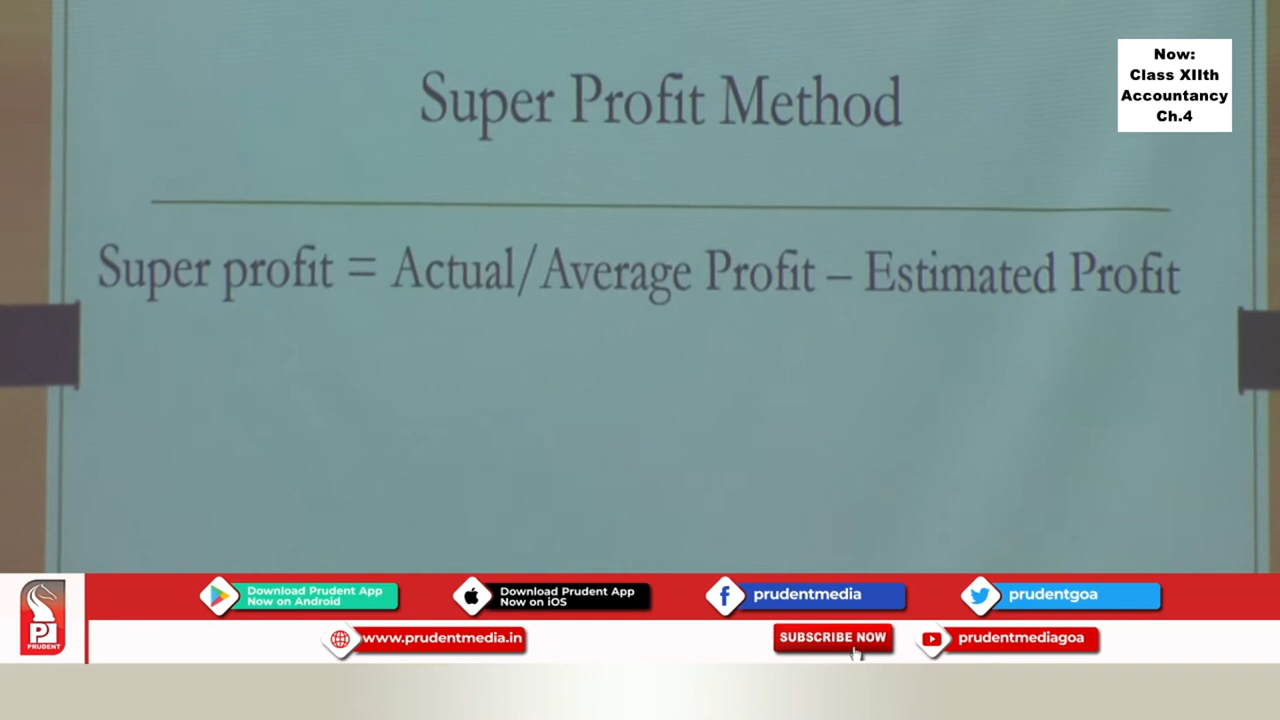 Super Profit Method
Now:
Class XIIth
Accountancy
Ch.4
Super profit = Actual/Average Profit – Estimated Profit
Download Prudent App
Now on Android
Download Prudent App
Now on iOS
prudentmedia
prudentgoa
PRUDENT
www.prudentmedia.in
SUBSCRIBE NOW
prudentmediagoa